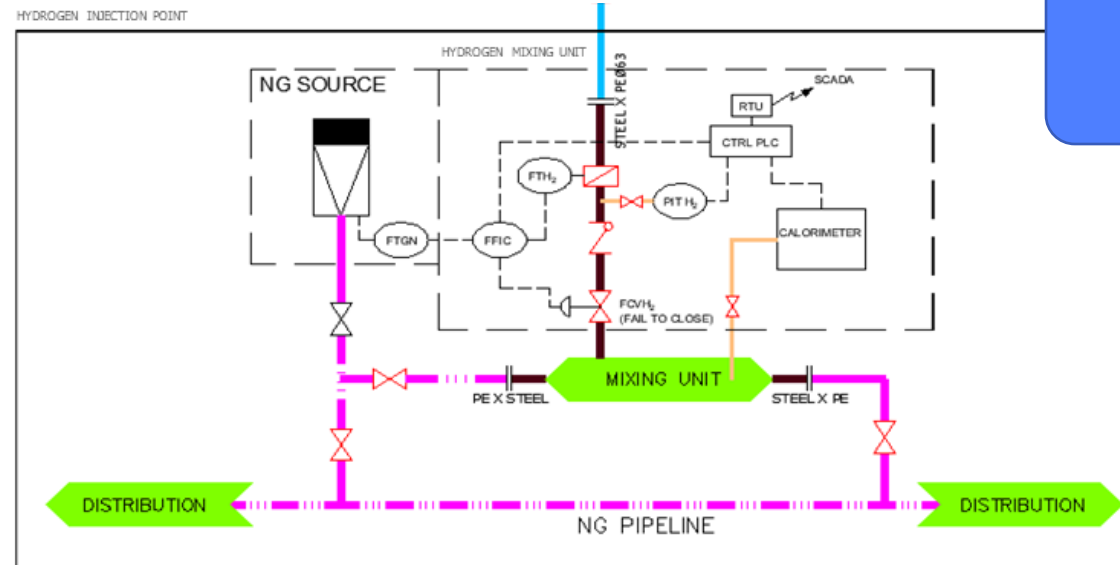 HYDROGEN INJECTION POINT
HYDROGEN MIXING UNIT
NG SOURCE
STEEL X PEØ63
SCADA
RTU
CTRL PLC
FTH₂
PIT H₂
FTGN
FFIC
CALORIMETER
FCVH₂
(FAIL TO CLOSE)
MIXING UNIT
PE X STEEL
STEEL X PE
DISTRIBUTION
DISTRIBUTION
NG PIPELINE